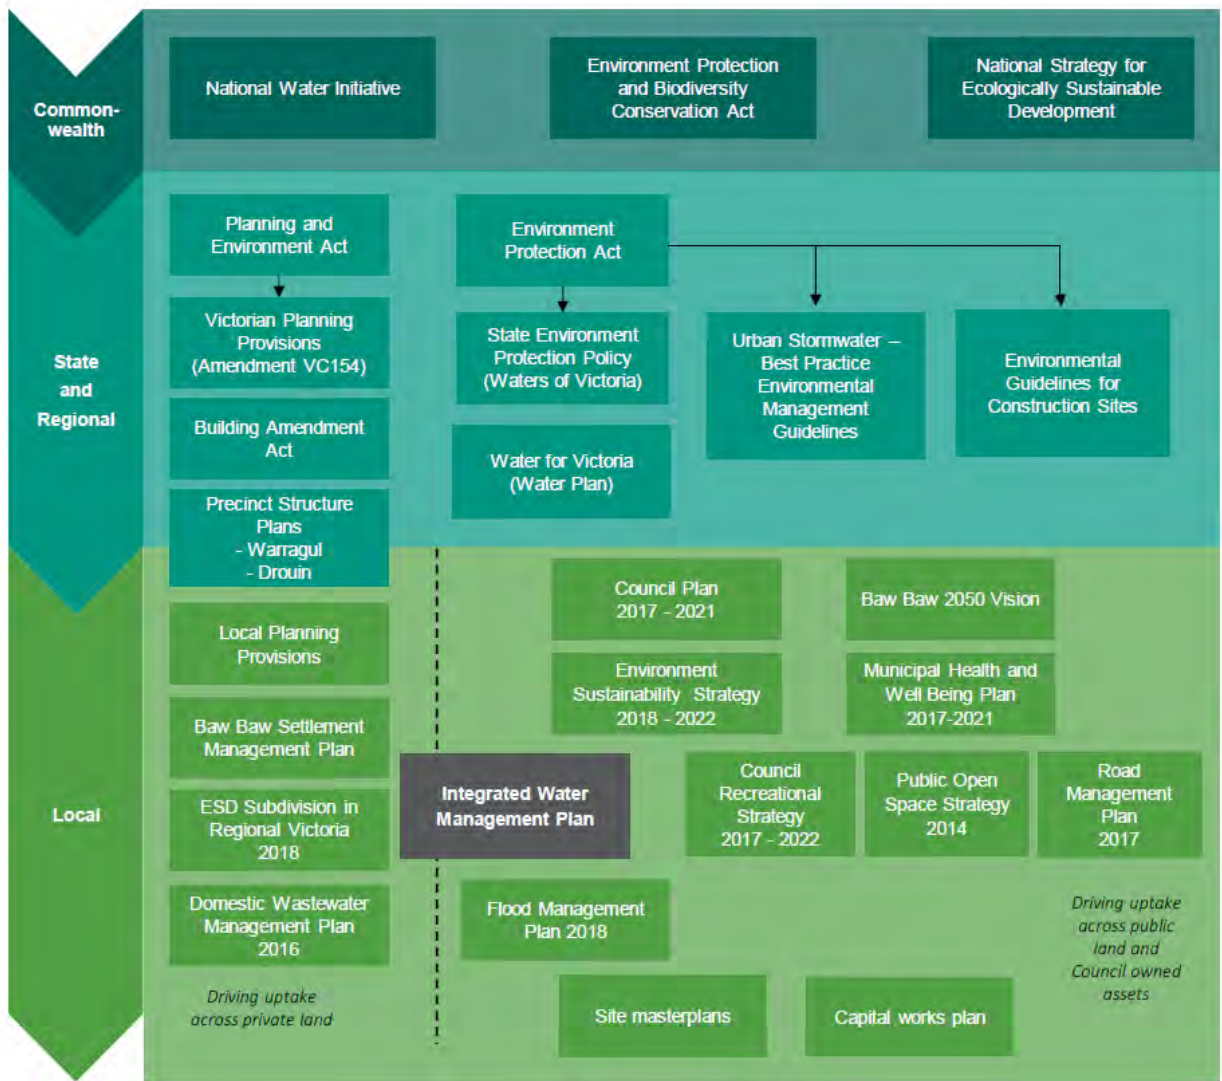 Common-
wealth
National Water Initiative
Environment Protection
and Biodiversity
Conservation Act
National Strategy for
Ecologically Sustainable
Development
State
and
Regional
Planning and
Environment Act
Victorian Planning
Provisions
(Amendment VC154)
Building Amendment
Act
Precinct Structure
Plans
- Warragul
- Drouin
Environment
Protection Act
State Environment
Protection Policy
(Waters of Victoria)
Water for Victoria
(Water Plan)
Urban Stormwater –
Best Practice
Environmental
Management
Guidelines
Environmental
Guidelines for
Construction Sites
Local
Local Planning
Provisions
Baw Baw Settlement
Management Plan
ESD Subdivision in
Regional Victoria
2018
Domestic Wastewater
Management Plan
2016
Driving uptake
across private land
Council Plan
2017 - 2021
Baw Baw 2050 Vision
Environment
Sustainability Strategy
2018 - 2022
Municipal Health and
Well Being Plan
2017-2021
Integrated Water
Management Plan
Council
Recreational
Strategy
2017 - 2022
Public Open
Space Strategy
2014
Road
Management
Plan
2017
Flood Management
Plan 2018
Driving uptake
across public
land and
Council owned
assets
Site masterplans
Capital works plan